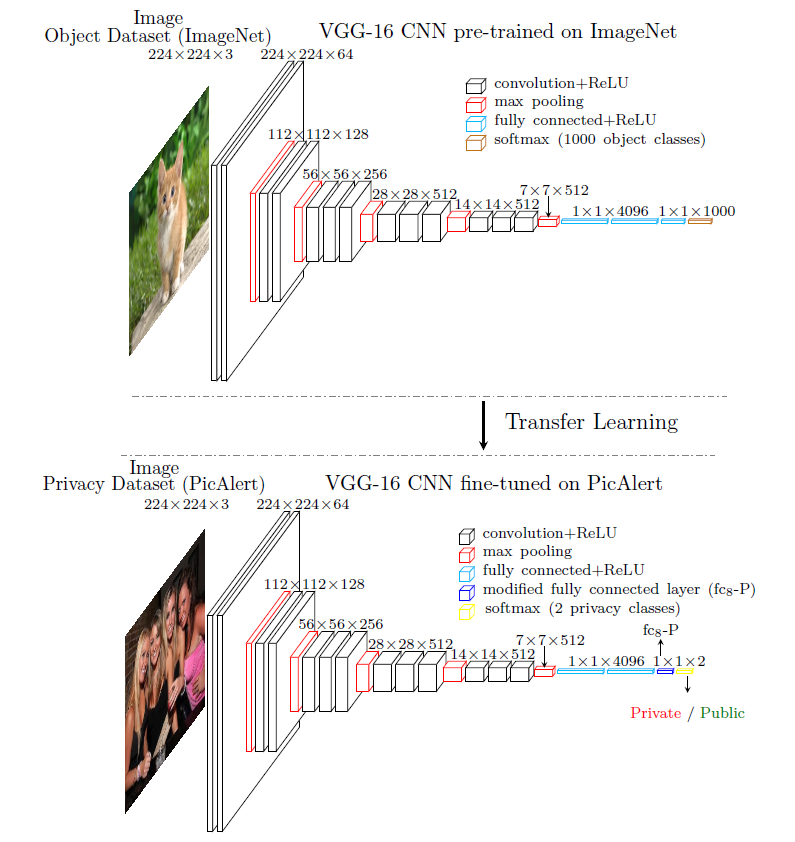 Image
Object Dataset (ImageNet)
VGG-16 CNN pre-trained on ImageNet
224×224×3
224×224×64
convolution+ReLU
max pooling
fully connected+ReLU
softmax (1000 object classes)
112×112×128
56×56×256
28×28×512
14×14×512
7×7×512
1×1×4096
1×1×1000
Transfer Learning
Image
Privacy Dataset (PicAlert)
VGG-16 CNN fine-tuned on PicAlert
224×224×3
224×224×64
convolution+ReLU
max pooling
fully connected+ReLU
modified fully connected layer (fc₈-P)
softmax (2 privacy classes)
112×112×128
56×56×256
28×28×512
14×14×512
7×7×512
fc₈-P
1×1×4096
1×1×2
Private / Public